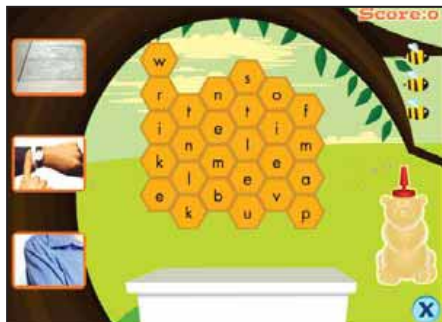 Score:0
w
s
r n o
t t f
i e i
n l m
k m e
l e a
e b v
k u p
X